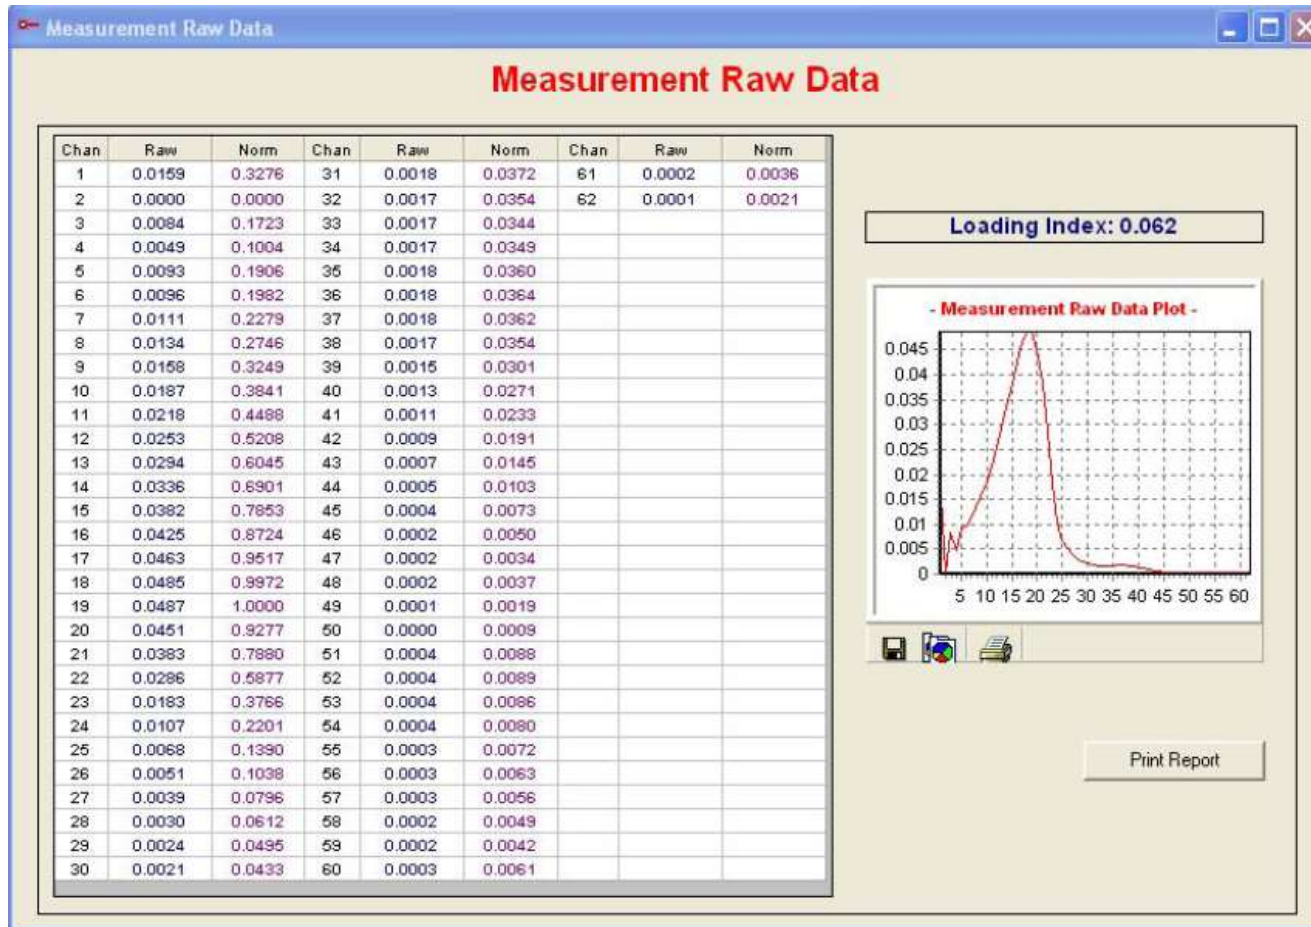 Measurement Raw Data
Measurement Raw Data
Chan Raw Norm Chan Raw Norm Chan Raw Norm
1 0.0159 0.3276 31 0.0018 0.0372 61 0.0002 0.0036
2 0.0000 0.0000 32 0.0017 0.0354 62 0.0001 0.0021
3 0.0084 0.1723 33 0.0017 0.0344
4 0.0049 0.1004 34 0.0017 0.0349
5 0.0093 0.1906 35 0.0018 0.0360
6 0.0096 0.1982 36 0.0018 0.0364
7 0.0111 0.2279 37 0.0018 0.0362
8 0.0134 0.2746 38 0.0017 0.0354
9 0.0158 0.3249 39 0.0015 0.0301
10 0.0187 0.3841 40 0.0013 0.0271
11 0.0218 0.4488 41 0.0011 0.0233
12 0.0253 0.5208 42 0.0009 0.0191
13 0.0294 0.6045 43 0.0007 0.0145
14 0.0336 0.6901 44 0.0005 0.0103
15 0.0382 0.7853 45 0.0004 0.0073
16 0.0425 0.8724 46 0.0002 0.0050
17 0.0463 0.9517 47 0.0002 0.0034
18 0.0485 0.9972 48 0.0002 0.0037
19 0.0487 1.0000 49 0.0001 0.0019
20 0.0451 0.9277 50 0.0000 0.0009
21 0.0383 0.7880 51 0.0004 0.0088
22 0.0286 0.5877 52 0.0004 0.0089
23 0.0183 0.3766 53 0.0004 0.0086
24 0.0107 0.2201 54 0.0004 0.0080
25 0.0068 0.1390 55 0.0003 0.0072
26 0.0051 0.1038 56 0.0003 0.0063
27 0.0039 0.0796 57 0.0003 0.0056
28 0.0030 0.0612 58 0.0002 0.0049
29 0.0024 0.0495 59 0.0002 0.0042
30 0.0021 0.0433 60 0.0003 0.0061
Loading Index: 0.062
- Measurement Raw Data Plot -
0.045
0.04
0.035
0.03
0.025
0.02
0.015
0.01
0.005
0
5 10 15 20 25 30 35 40 45 50 55 60
Print Report